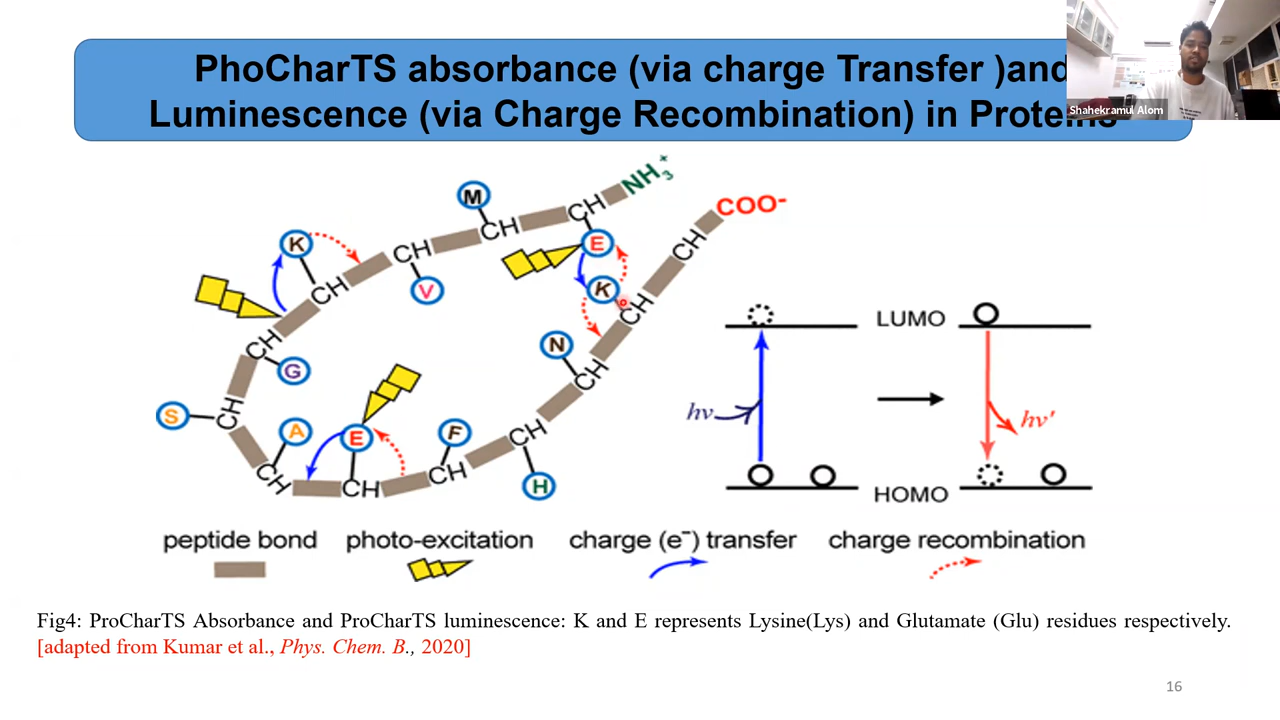 PhoCharTS absorbance (via charge Transfer )and
Luminescence (via Charge Recombination) in Proteins
Shahekramul Alom
NH3+
M
CH
CH
COO-
K
E
CH
CH
V
K
CH
CH
CH
N
LUMO
G
CH
S
CH
hν
A
E
F
CH
hν'
CH
CH
CH
H
HOMO
peptide bond
photo-excitation
charge (e-) transfer
charge recombination
Fig4: ProCharTS Absorbance and ProCharTS luminescence: K and E represents Lysine(Lys) and Glutamate (Glu) residues respectively.
[adapted from Kumar et al., Phys. Chem. B., 2020]
16